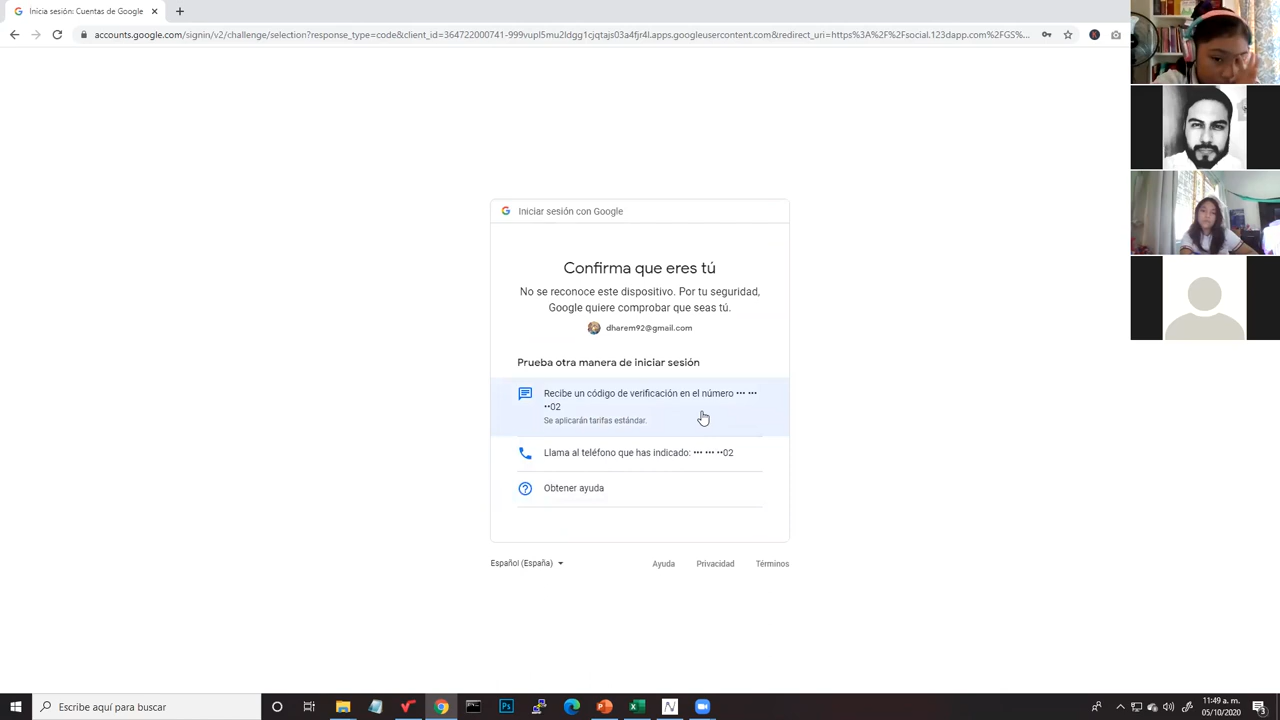 Inicia sesión: Cuentas de Google
accounts.google.com/signin/v2/challenge/selection?response_type=code&client_id=364722000741-999vupl5mu2ldgg1cjqtajs03a4fjr4l.apps.googleusercontent.com&redirect_uri=https%3A%2F%2Fsocial.123dapp.com%2FGS...
Iniciar sesión con Google
Confirma que eres tú
No se reconoce este dispositivo. Por tu seguridad,
Google quiere comprobar que seas tú.
dharem92@gmail.com
Prueba otra manera de iniciar sesión
Recibe un código de verificación en el número ••• •••
••02
Se aplicarán tarifas estándar.
Llama al teléfono que has indicado: ••• ••• ••02
Obtener ayuda
Español (España)
Ayuda Privacidad Términos
Escribe aquí para buscar
11:49 a. m.
05/10/2020